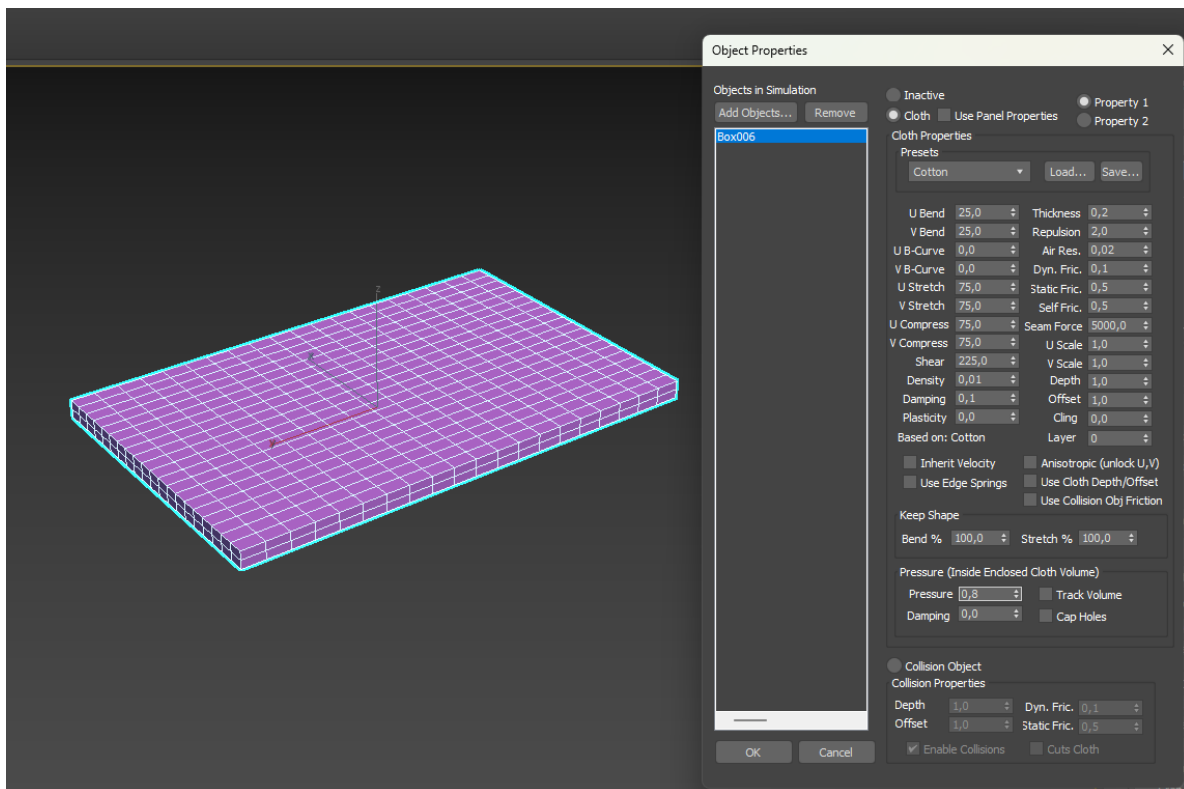 Object Properties
Objects in Simulation
Add Objects... Remove
Box006
OK Cancel
Inactive
Cloth Use Panel Properties
Property 1
Property 2
Cloth Properties
Presets
Cotton Load... Save...
U Bend 25,0 Thickness 0,2
V Bend 25,0 Repulsion 2,0
U B-Curve 0,0 Air Res. 0,02
V B-Curve 0,0 Dyn. Fric. 0,1
U Stretch 75,0 Static Fric. 0,5
V Stretch 75,0 Self Fric. 0,5
U Compress 75,0 Seam Force 5000,0
V Compress 75,0 U Scale 1,0
Shear 225,0 V Scale 1,0
Density 0,01 Depth 1,0
Damping 0,1 Offset 1,0
Plasticity 0,0 Cling 0,0
Based on: Cotton Layer 0
Inherit Velocity Anisotropic (unlock U,V)
Use Edge Springs Use Cloth Depth/Offset
Use Collision Obj Friction
Keep Shape
Bend % 100,0 Stretch % 100,0
Pressure (Inside Enclosed Cloth Volume)
Pressure 0,8 Track Volume
Damping 0,0 Cap Holes
Collision Object
Collision Properties
Depth 1,0 Dyn. Fric. 0,1
Offset 1,0 Static Fric. 0,5
Enable Collisions Cuts Cloth
z
x
y